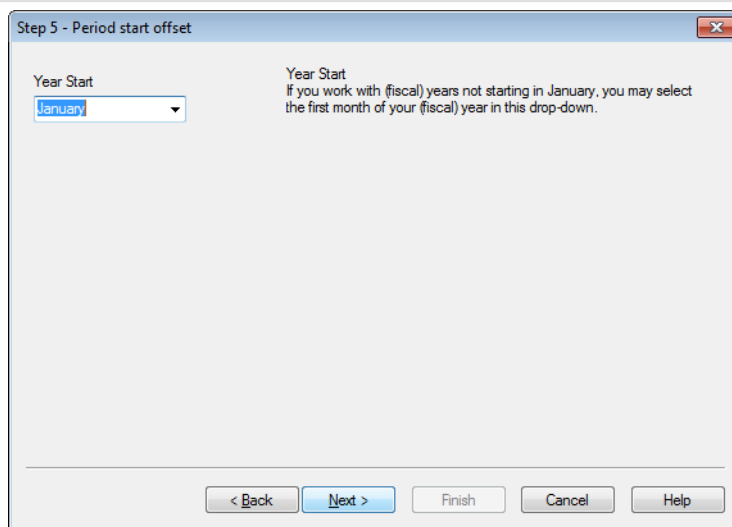 Step 5 - Period start offset
Year Start
January
Year Start
If you work with (fiscal) years not starting in January, you may select
the first month of your (fiscal) year in this drop-down.
< Back
Next >
Finish
Cancel
Help